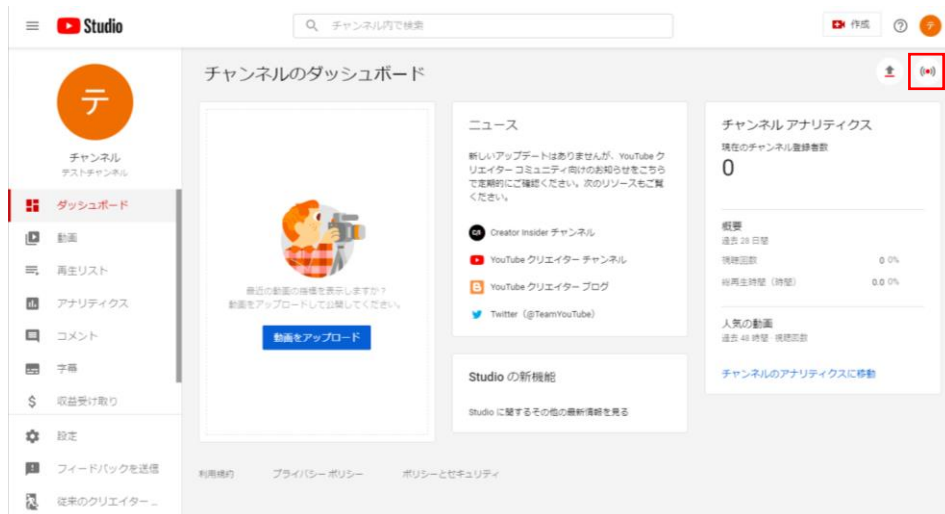 Studio
チャンネル内で検索
作成
テ
テ
チャンネル
テストチャンネル
ダッシュボード
動画
再生リスト
アナリティクス
コメント
字幕
収益受け取り
設定
フィードバックを送信
従来のクリエイター ...
チャンネルのダッシュボード
最近の動画の指標を表示しますか？
動画をアップロードして公開してください。
動画をアップロード
ニュース
新しいアップデートはありませんが、YouTube ク
リエイター コミュニティ向けのお知らせをこちら
で定期的にご確認ください。次のリソースもご覧
ください。
Creator Insider チャンネル
YouTube クリエイター チャンネル
YouTube クリエイター ブログ
Twitter（@TeamYouTube）
Studio の新機能
Studio に関するその他の最新情報を見る
チャンネル アナリティクス
現在のチャンネル登録者数
0
概要
過去 28 日間
視聴回数 0 0%
総再生時間（時間） 0.0 0%
人気の動画
過去 48 時間・視聴回数
チャンネルのアナリティクスに移動
利用規約 プライバシー ポリシー ポリシーとセキュリティ